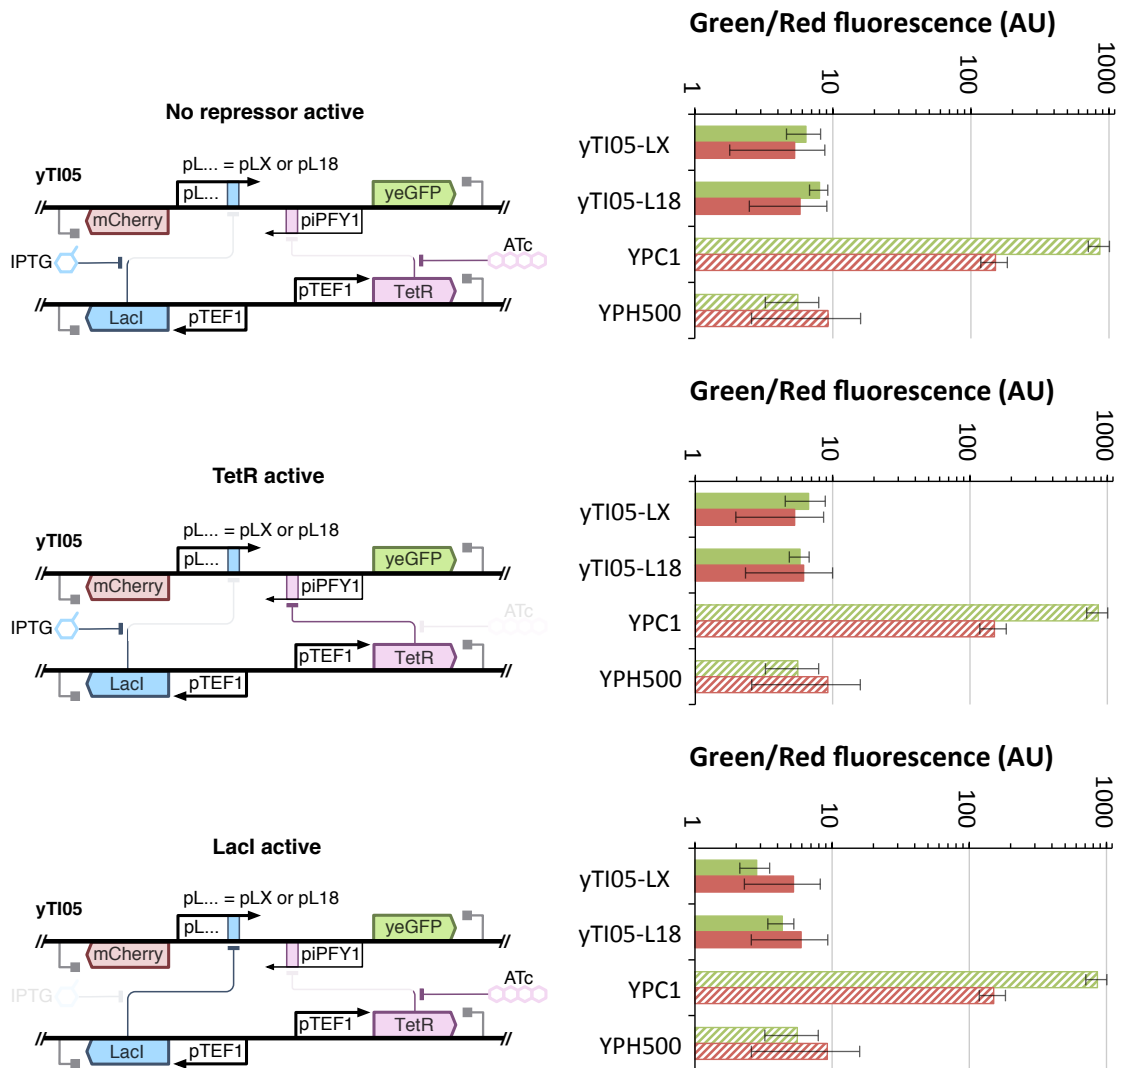 Green/Red fluorescence (AU)
1 10 100 1000
No repressor active
yTI05
pL... = pLX or pL18
pL...
yeGFP
mCherry
piPFY1
IPTG
ATc
pTEF1
TetR
LacI
pTEF1
yTI05-LX
yTI05-L18
YPC1
YPH500
Green/Red fluorescence (AU)
1 10 100 1000
TetR active
yTI05
pL... = pLX or pL18
pL...
yeGFP
mCherry
piPFY1
IPTG
ATc
pTEF1
TetR
LacI
pTEF1
yTI05-LX
yTI05-L18
YPC1
YPH500
Green/Red fluorescence (AU)
1 10 100 1000
LacI active
yTI05
pL... = pLX or pL18
pL...
yeGFP
mCherry
piPFY1
IPTG
ATc
pTEF1
TetR
LacI
pTEF1
yTI05-LX
yTI05-L18
YPC1
YPH500